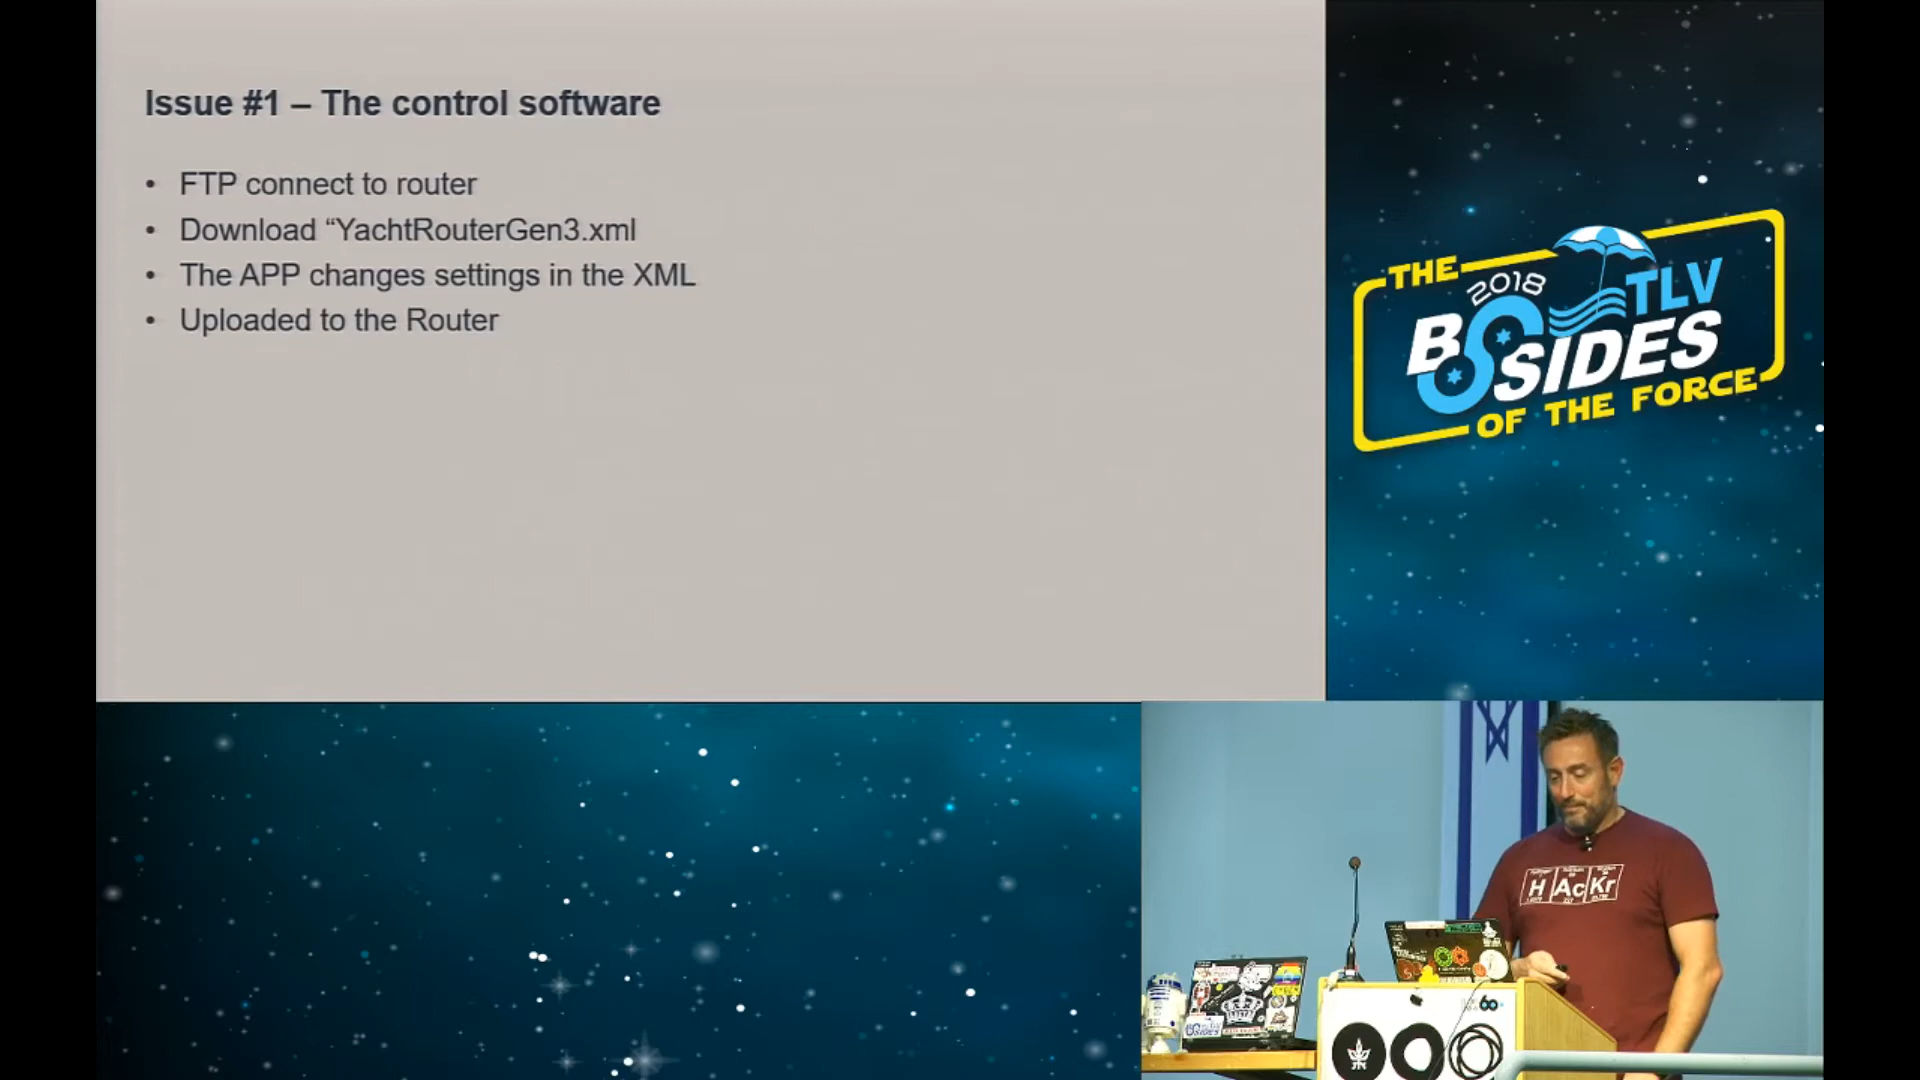 Issue #1 – The control software
• FTP connect to router
• Download “YachtRouterGen3.xml
• The APP changes settings in the XML
• Uploaded to the Router
THE
2018
TLV
BSIDES
OF THE FORCE
H Ac Kr